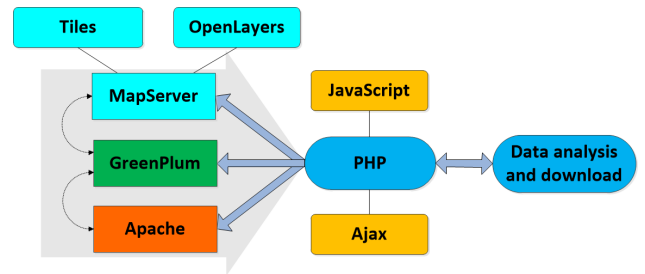 Tiles
OpenLayers
MapServer
JavaScript
GreenPlum
PHP
Data analysis
and download
Apache
Ajax